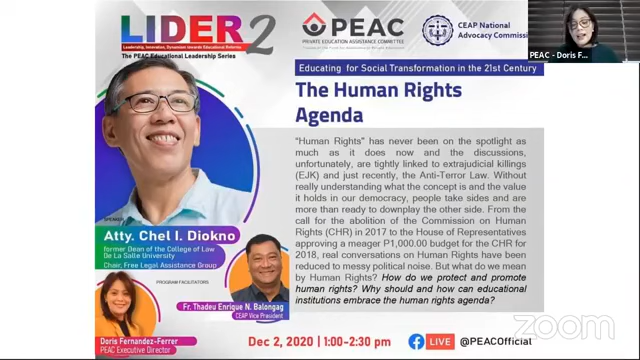 LIDER2
Leadership, Innovation, Dynamism towards Educational Reforms
The PEAC Educational Leadership Series
PEAC
PRIVATE EDUCATION ASSISTANCE COMMITTEE
CEAP National
Advocacy Commission
PEAC - Doris F...
Educating for Social Transformation in the 21st Century
The Human Rights
Agenda
"Human Rights" has never been on the spotlight as
much as it does now and the discussions,
unfortunately, are tightly linked to extrajudicial killings
(EJK) and just recently, the Anti-Terror Law. Without
really understanding what the concept is and the value
it holds in our democracy, people take sides and are
more than ready to downplay the other side. From the
call for the abolition of the Commission on Human
Rights (CHR) in 2017 to the House of Representatives
approving a meager P1,000.00 budget for the CHR for
2018, real conversations on Human Rights have been
reduced to messy political noise. But what do we mean
by Human Rights? How do we protect and promote
human rights? Why should and how can educational
institutions embrace the human rights agenda?
SPEAKER
Atty. Chel I. Diokno
former Dean of the College of Law
De La Salle University
Chair, Free Legal Assistance Group
PROGRAM FACILITATORS:
Fr. Thadeu Enrique N. Balongag
CEAP Vice President
Doris Fernandez-Ferrer
PEAC Executive Director
Dec 2, 2020 | 1:00-2:30 pm
LIVE @PEACOfficial
zoom